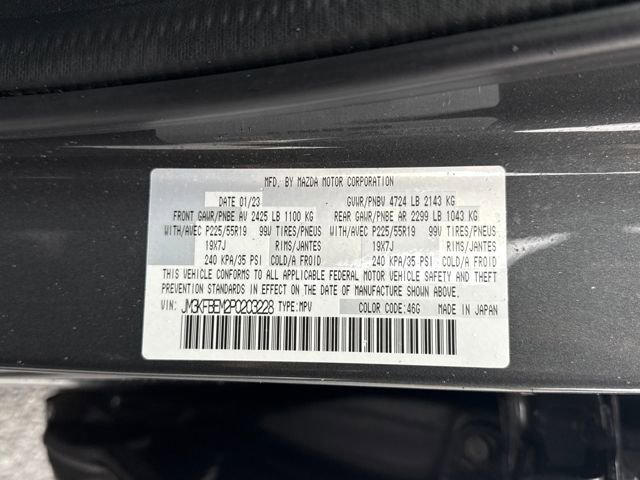 MFD. BY MAZDA MOTOR CORPORATION
DATE 01/23 GVWR/PNBV 4724 LB 2143 KG
FRONT GAWR/PNBE AV 2425 LB 1100 KG REAR GAWR/PNBE AR 2299 LB 1043 KG
WITH/AVEC P225/55R19 99V TIRES/PNEUS WITH/AVEC P225/55R19 99V TIRES/PNEUS
19X7J RIMS/JANTES 19X7J RIMS/JANTES
240 KPA/35 PSI COLD/A FROID 240 KPA/35 PSI COLD/A FROID
THIS VEHICLE CONFORMS TO ALL APPLICABLE FEDERAL MOTOR VEHICLE SAFETY AND THEFT
PREVENTION STANDARDS IN EFFECT ON THE DATE OF MANUFACTURE SHOWN ABOVE.
VIN: JM3KFBEM2P0203228 TYPE:MPV COLOR CODE:46G MADE IN JAPAN